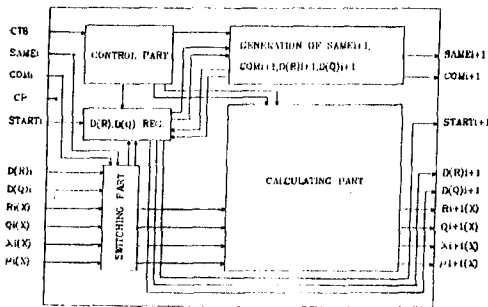 CTB
SAMEi
COMi
CP
STARTi
D(R)i
D(Q)i
Ri(X)
Qi(X)
λi(X)
μi(X)
CONTROL PART
GENERATION OF SAMEi+1,
COMi+1,D(R)i+1,D(Q)i+1
D(R),D(Q) REG.
SWITCHING PART
CALCULATING PART
SAMEi+1
COMi+1
STARTi+1
D(R)i+1
D(Q)i+1
Ri+1(X)
Qi+1(X)
λi+1(X)
μi+1(X)